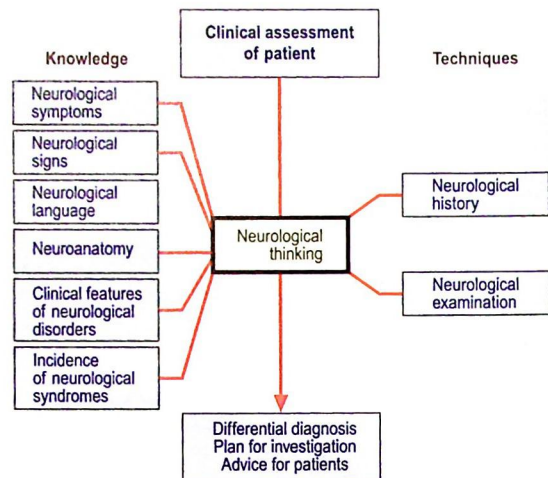 Clinical assessment
of patient
Knowledge
Techniques
Neurological
symptoms
Neurological
signs
Neurological
language
Neuroanatomy
Clinical features
of neurological
disorders
Incidence
of neurological
syndromes
Neurological
thinking
Neurological
history
Neurological
examination
Differential diagnosis
Plan for investigation
Advice for patients